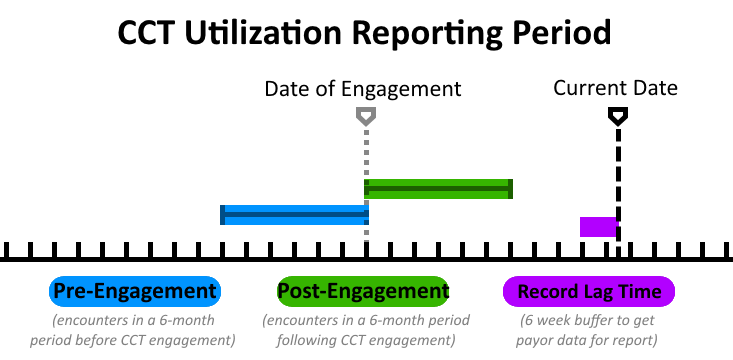 CCT Utilization Reporting Period
Date of Engagement
Current Date
Pre-Engagement
Post-Engagement
Record Lag Time
(encounters in a 6-month
period before CCT engagement)
(encounters in a 6-month period
following CCT engagement)
(6 week buffer to get
payor data for report)